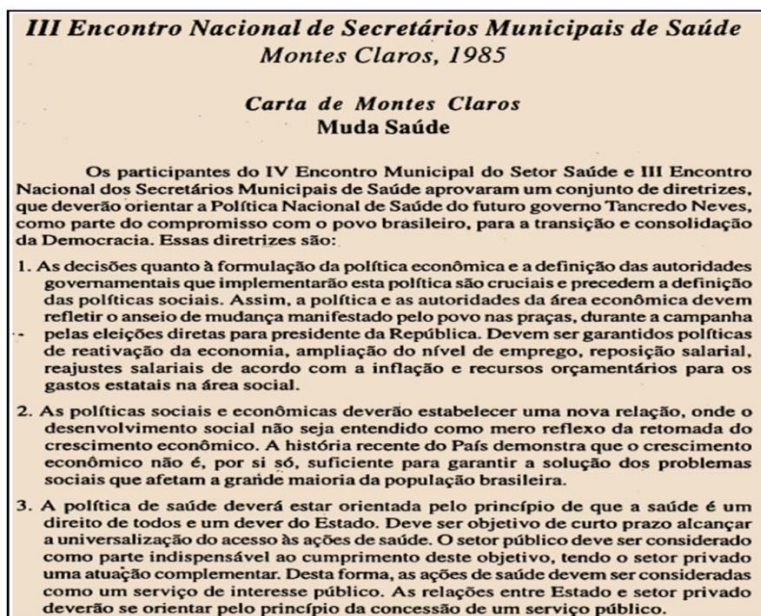 III Encontro Nacional de Secretários Municipais de Saúde
Montes Claros, 1985
Carta de Montes Claros
Muda Saúde
Os participantes do IV Encontro Municipal do Setor Saúde e III Encontro
Nacional dos Secretários Municipais de Saúde aprovaram um conjunto de diretrizes,
que deverão orientar a Política Nacional de Saúde do futuro governo Tancredo Neves,
como parte do compromisso com o povo brasileiro, para a transição e consolidação
da Democracia. Essas diretrizes são:
1. As decisões quanto à formulação da política econômica e a definição das autoridades
governamentais que implementarão esta política são cruciais e precedem a definição
das políticas sociais. Assim, a política e as autoridades da área econômica devem
refletir o anseio de mudança manifestado pelo povo nas praças, durante a campanha
pelas eleições diretas para presidente da República. Devem ser garantidos políticas
de reativação da economia, ampliação do nível de emprego, reposição salarial,
reajustes salariais de acordo com a inflação e recursos orçamentários para os
gastos estatais na área social.
2. As políticas sociais e econômicas deverão estabelecer uma nova relação, onde o
desenvolvimento social não seja entendido como mero reflexo da retomada do
crescimento econômico. A história recente do País demonstra que o crescimento
econômico não é, por si só, suficiente para garantir a solução dos problemas
sociais que afetam a grande maioria da população brasileira.
3. A política de saúde deverá estar orientada pelo princípio de que a saúde é um
direito de todos e um dever do Estado. Deve ser objetivo de curto prazo alcançar
a universalização do acesso às ações de saúde. O setor público deve ser considerado
como parte indispensável ao cumprimento deste objetivo, tendo o setor privado
uma atuação complementar. Desta forma, as ações de saúde devem ser consideradas
como um serviço de interesse público. As relações entre Estado e setor privado
deverão se orientar pelo princípio da concessão de um serviço público.